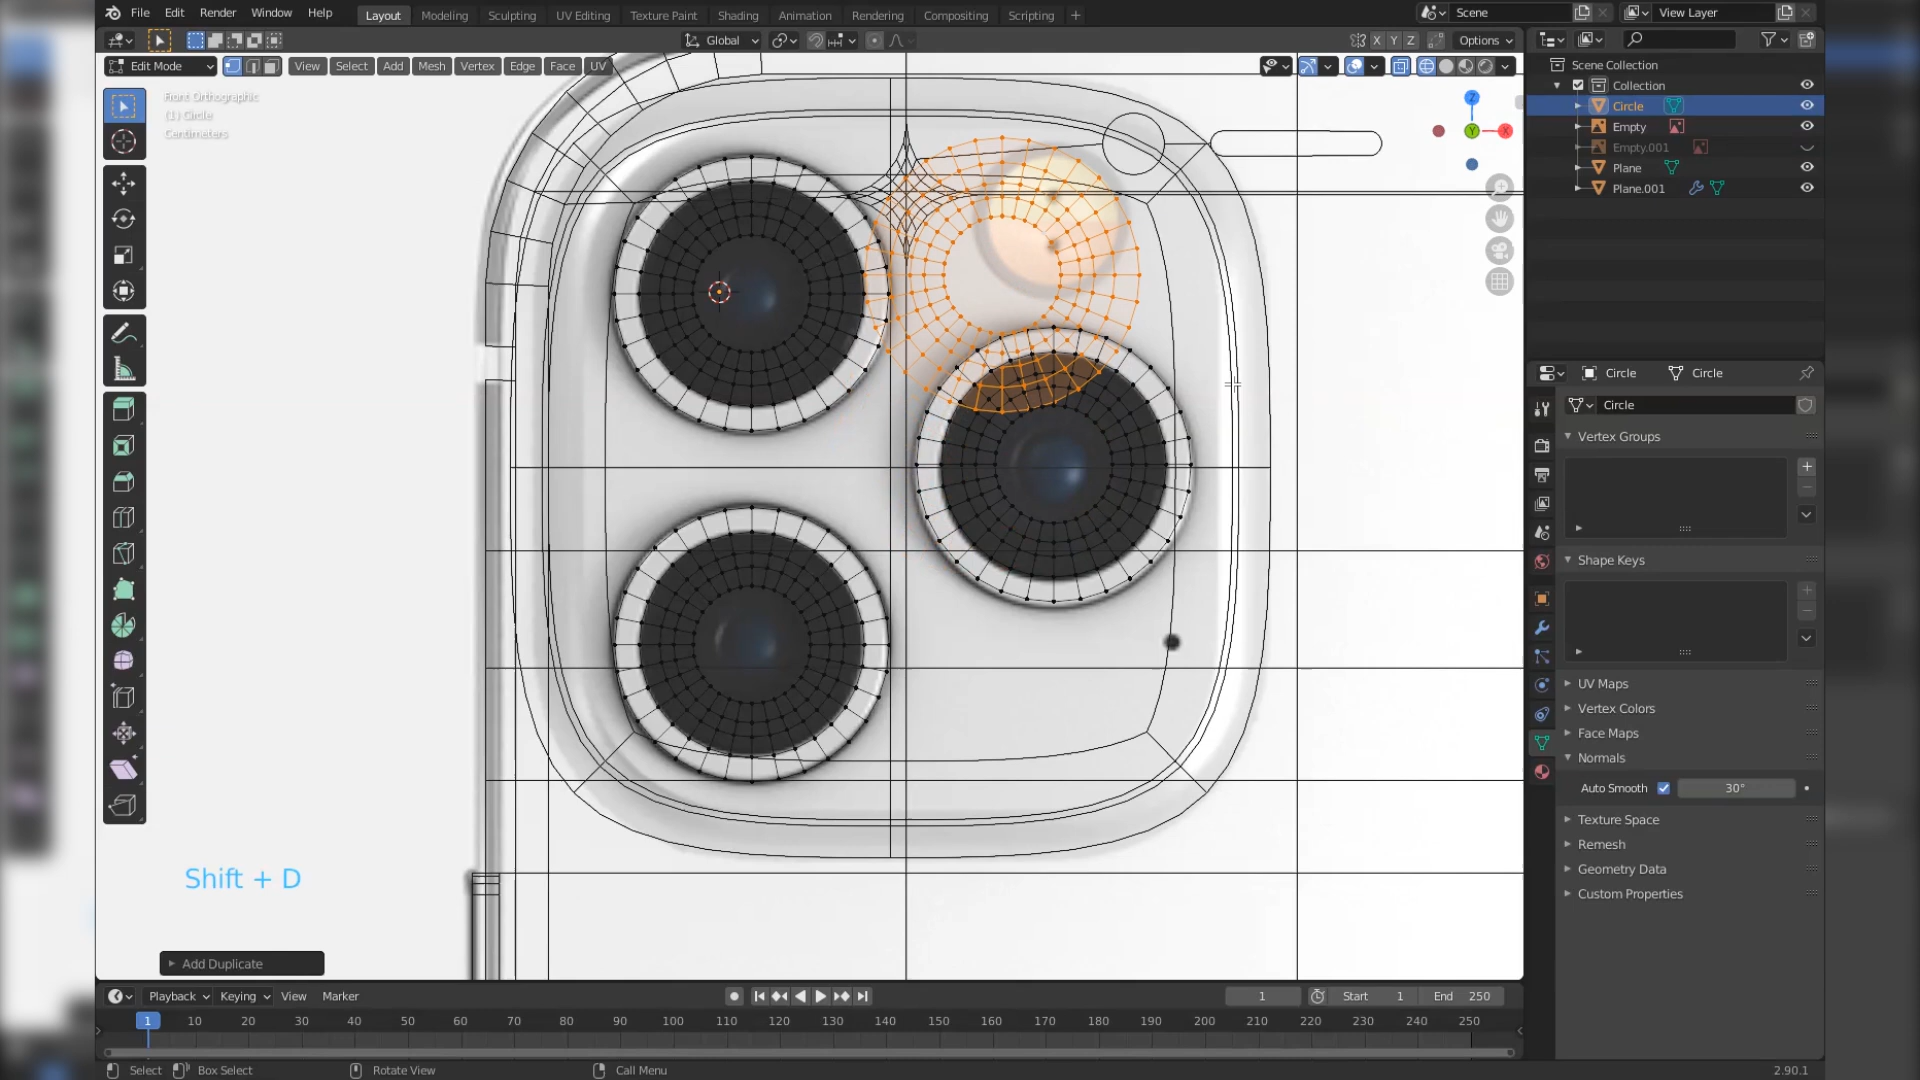 File Edit Render Window Help Layout Modeling Sculpting UV Editing Texture Paint Shading Animation Rendering Compositing Scripting + Scene View Layer
Global X Y Z Options
Edit Mode View Select Add Mesh Vertex Edge Face UV
Front Orthographic
(1) Circle
Centimeters
Z
Y
X
Scene Collection
Collection
Circle
Empty
Empty.001
Plane
Plane.001
Circle Circle
Circle
Vertex Groups
Shape Keys
UV Maps
Vertex Colors
Face Maps
Normals
Auto Smooth 30°
Texture Space
Remesh
Geometry Data
Custom Properties
Shift + D
Add Duplicate
Playback Keying View Marker 1 Start 1 End 250
1 10 20 30 40 50 60 70 80 90 100 110 120 130 140 150 160 170 180 190 200 210 220 230 240 250
Select Box Select Rotate View Call Menu 2.90.1